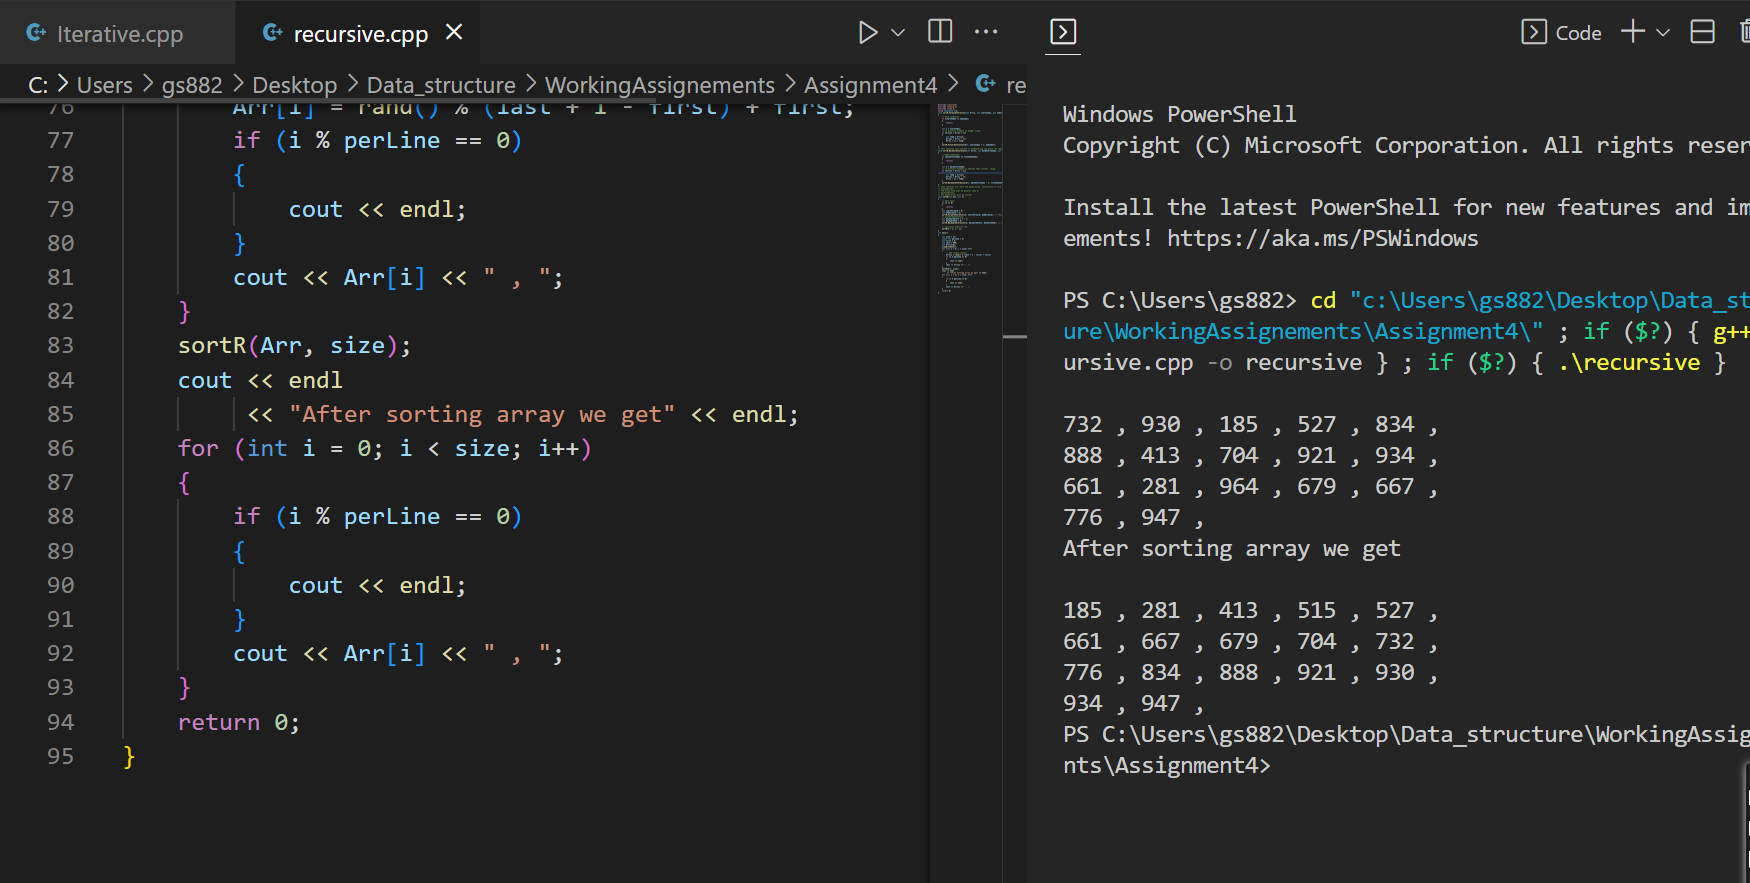 Iterative.cpp
recursive.cpp
C: > Users > gs882 > Desktop > Data_structure > WorkingAssignements > Assignment4 > re
76 Arr[i] = rand() % (last + 1 - first) + first;
77 if (i % perLine == 0)
78 {
79 cout << endl;
80 }
81 cout << Arr[i] << " , ";
82 }
83 sortR(Arr, size);
84 cout << endl
85 << "After sorting array we get" << endl;
86 for (int i = 0; i < size; i++)
87 {
88 if (i % perLine == 0)
89 {
90 cout << endl;
91 }
92 cout << Arr[i] << " , ";
93 }
94 return 0;
95 }
Code
Windows PowerShell
Copyright (C) Microsoft Corporation. All rights reser
Install the latest PowerShell for new features and im
ements! https://aka.ms/PSWindows
PS C:\Users\gs882> cd "c:\Users\gs882\Desktop\Data_st
ure\WorkingAssignements\Assignment4\" ; if ($?) { g++
ursive.cpp -o recursive } ; if ($?) { .\recursive }
732 , 930 , 185 , 527 , 834 ,
888 , 413 , 704 , 921 , 934 ,
661 , 281 , 964 , 679 , 667 ,
776 , 947 ,
After sorting array we get
185 , 281 , 413 , 515 , 527 ,
661 , 667 , 679 , 704 , 732 ,
776 , 834 , 888 , 921 , 930 ,
934 , 947 ,
PS C:\Users\gs882\Desktop\Data_structure\WorkingAssig
nts\Assignment4>